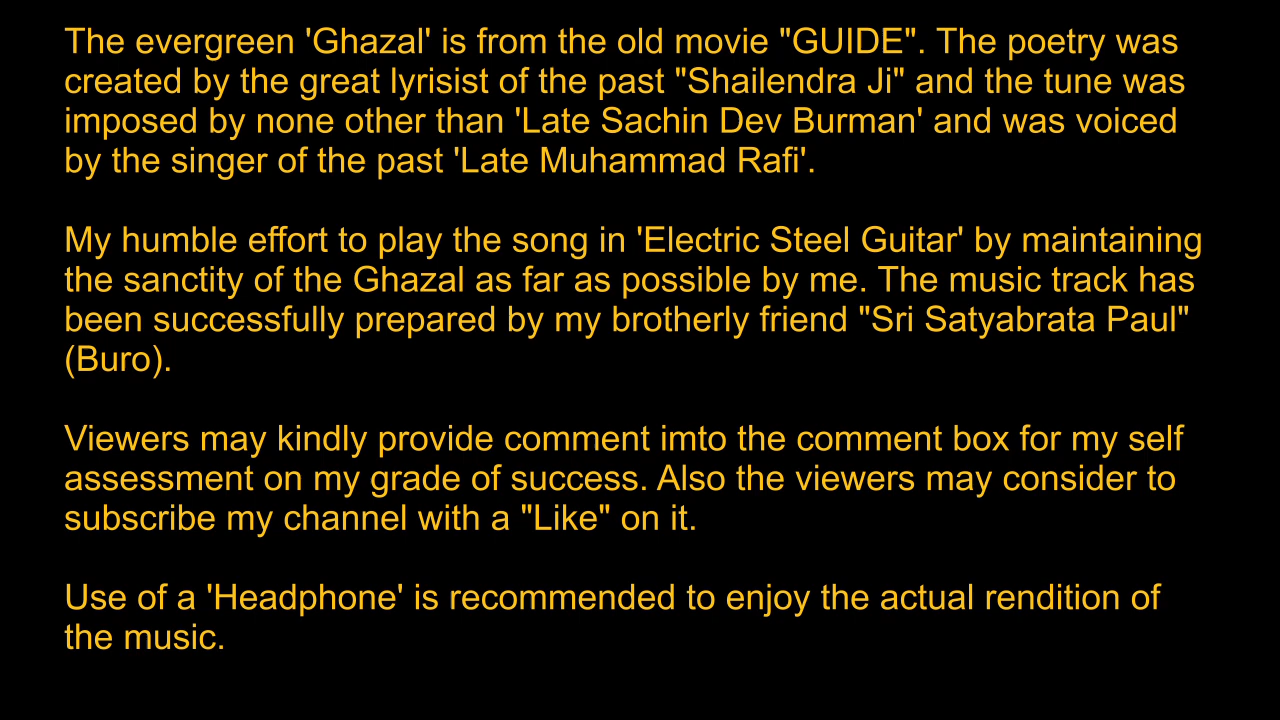 The evergreen 'Ghazal' is from the old movie "GUIDE". The poetry was
created by the great lyrisist of the past "Shailendra Ji" and the tune was
imposed by none other than 'Late Sachin Dev Burman' and was voiced
by the singer of the past 'Late Muhammad Rafi'.
My humble effort to play the song in 'Electric Steel Guitar' by maintaining
the sanctity of the Ghazal as far as possible by me. The music track has
been successfully prepared by my brotherly friend "Sri Satyabrata Paul"
(Buro).
Viewers may kindly provide comment imto the comment box for my self
assessment on my grade of success. Also the viewers may consider to
subscribe my channel with a "Like" on it.
Use of a 'Headphone' is recommended to enjoy the actual rendition of
the music.